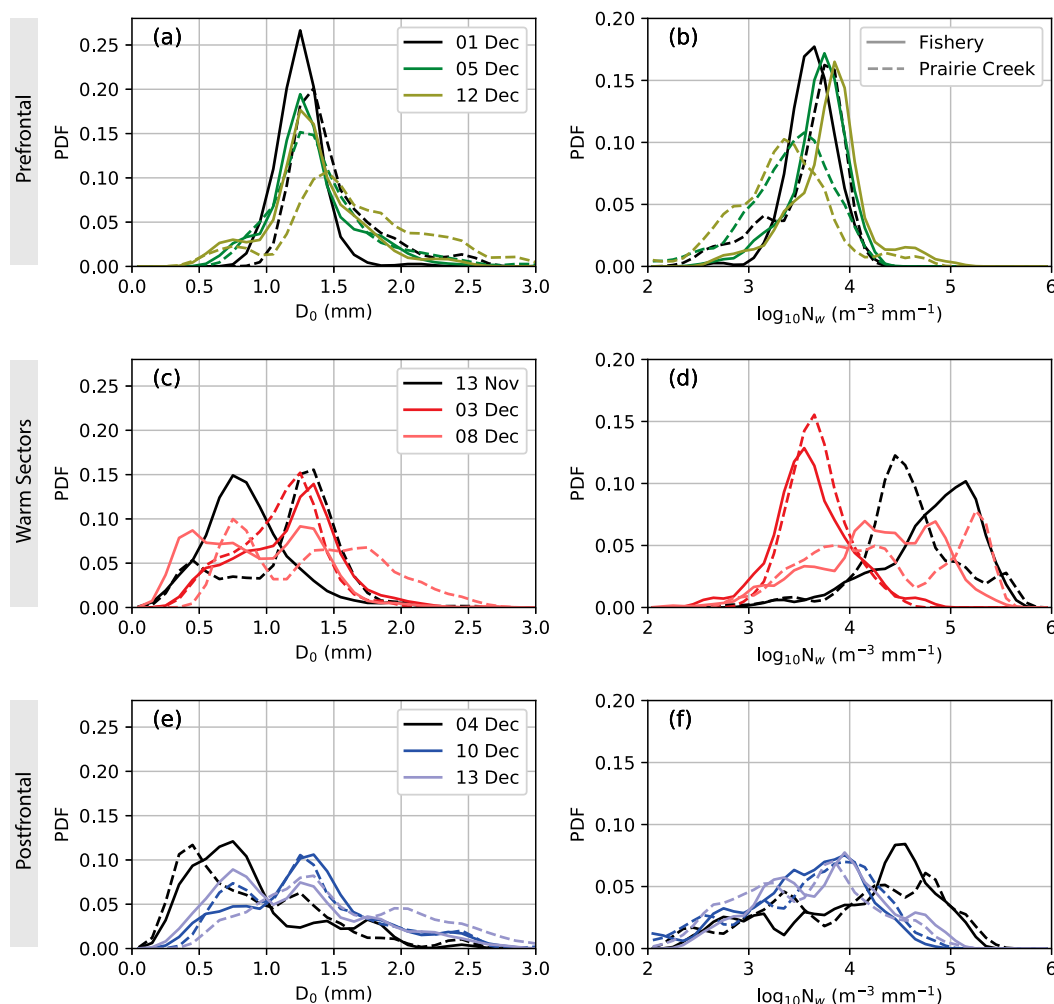 Prefrontal
(a)
01 Dec
05 Dec
12 Dec
PDF
0.25
0.20
0.15
0.10
0.05
0.00
0.0 0.5 1.0 1.5 2.0 2.5 3.0
D₀ (mm)
(b)
Fishery
Prairie Creek
PDF
0.20
0.15
0.10
0.05
0.00
2 3 4 5 6
log₁₀N_w (m⁻³ mm⁻¹)
Warm Sectors
(c)
13 Nov
03 Dec
08 Dec
PDF
0.25
0.20
0.15
0.10
0.05
0.00
0.0 0.5 1.0 1.5 2.0 2.5 3.0
D₀ (mm)
(d)
PDF
0.20
0.15
0.10
0.05
0.00
2 3 4 5 6
log₁₀N_w (m⁻³ mm⁻¹)
Postfrontal
(e)
04 Dec
10 Dec
13 Dec
PDF
0.25
0.20
0.15
0.10
0.05
0.00
0.0 0.5 1.0 1.5 2.0 2.5 3.0
D₀ (mm)
(f)
PDF
0.20
0.15
0.10
0.05
0.00
2 3 4 5 6
log₁₀N_w (m⁻³ mm⁻¹)